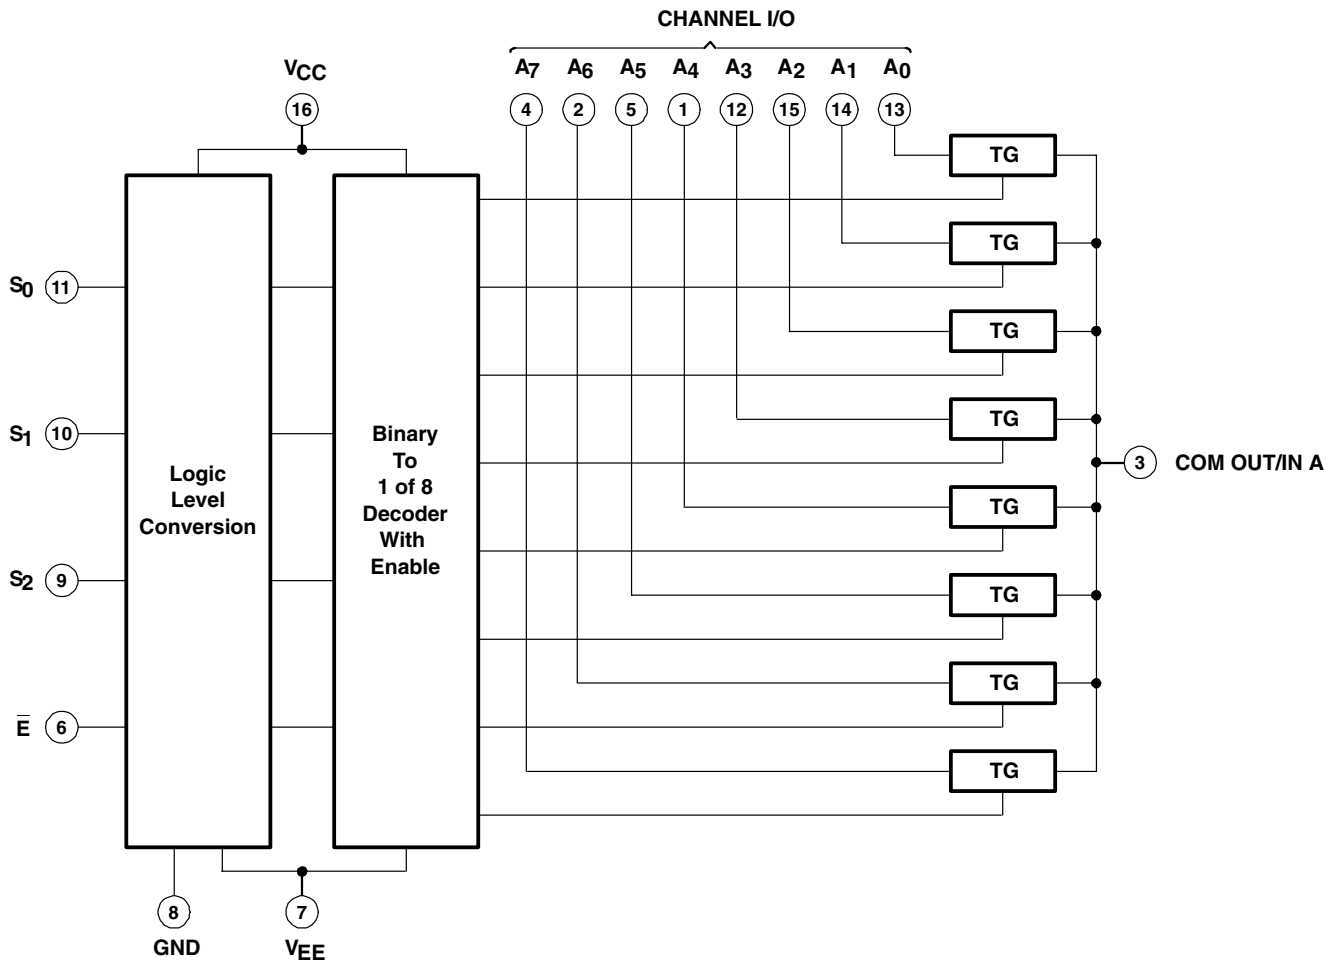 CHANNEL I/O
VCC
A7 A6 A5 A4 A3 A2 A1 A0
16
4 2 5 1 12 15 14 13
TG
TG
S0 11
TG
TG
S1 10
Binary
To
1 of 8
Decoder
With
Enable
Logic
Level
Conversion
3 COM OUT/IN A
TG
S2 9
TG
TG
E̅ 6
TG
8
7
GND
VEE